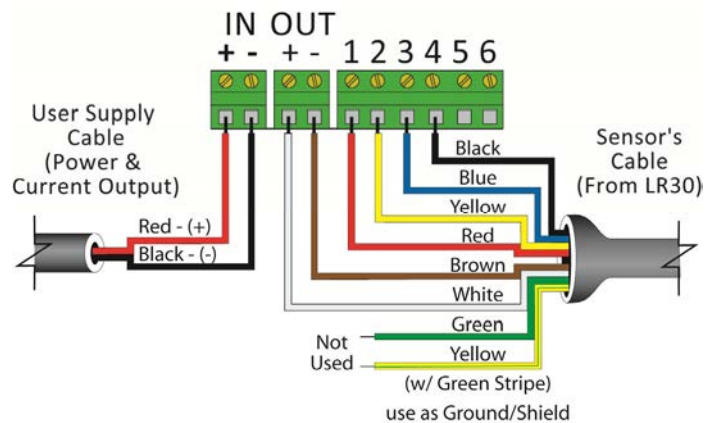 IN OUT
+ - + - 1 2 3 4 5 6
User Supply
Cable
(Power &
Current Output)
Red - (+)
Black - (-)
Black
Blue
Yellow
Red
Brown
White
Green
Yellow
(w/ Green Stripe)
use as Ground/Shield
Not
Used
Sensor's
Cable
(From LR30)